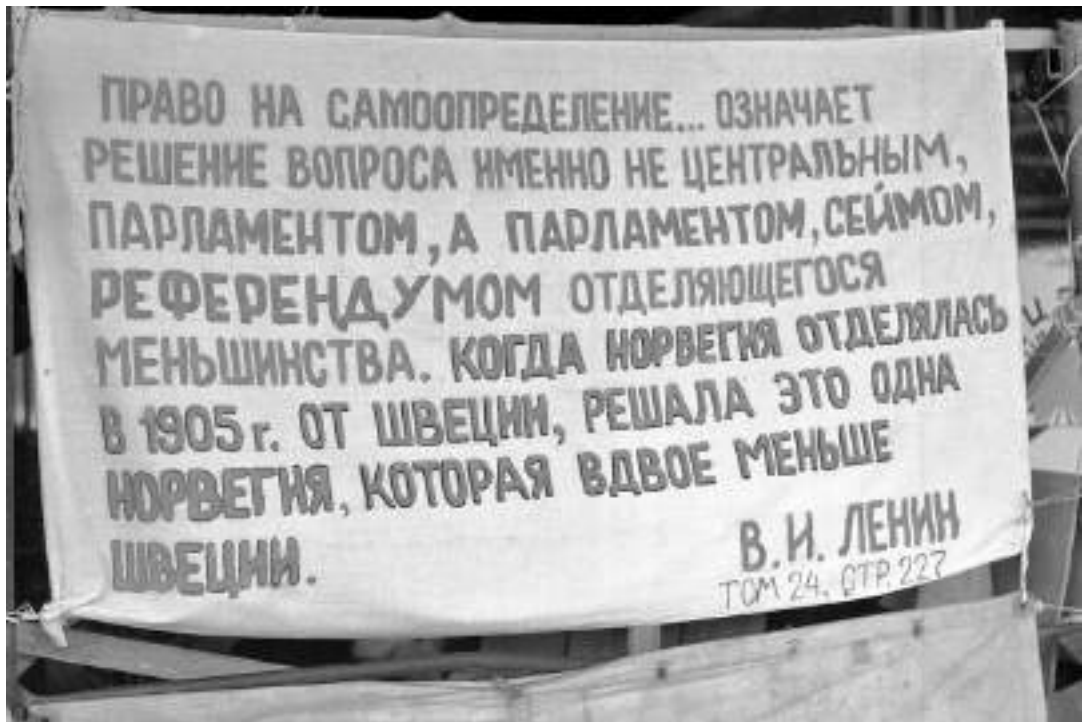 ПРАВО НА САМООПРЕДЕЛЕНИЕ... ОЗНАЧАЕТ
РЕШЕНИЕ ВОПРОСА ИМЕННО НЕ ЦЕНТРАЛЬНЫМ,
ПАРЛАМЕНТОМ, А ПАРЛАМЕНТОМ, СЕЙМОМ,
РЕФЕРЕНДУМОМ ОТДЕЛЯЮЩЕГОСЯ
МЕНЬШИНСТВА. КОГДА НОРВЕГИЯ ОТДЕЛЯЛАСЬ
В 1905 г. ОТ ШВЕЦИИ, РЕШАЛА ЭТО ОДНА
НОРВЕГИЯ, КОТОРАЯ ВДВОЕ МЕНЬШЕ
ШВЕЦИИ.
В. И. ЛЕНИН
ТОМ 24, СТР. 227